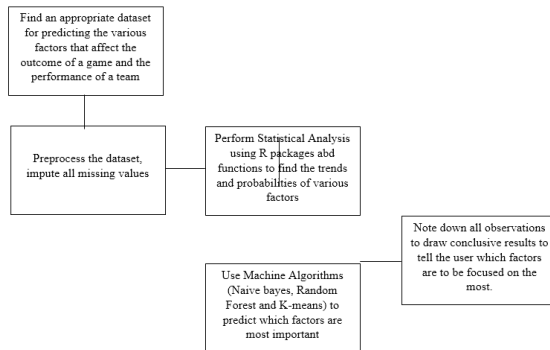 Find an appropriate dataset
for predicting the various
factors that affect the
outcome of a game and the
performance of a team
Preprocess the dataset,
impute all missing values
Perform Statistical Analysis
using R packages abd
functions to find the trends
and probabilities of various
factors
Note down all observations
to draw conclusive results to
tell the user which factors
are to be focused on the
most.
Use Machine Algorithms
(Naive bayes, Random
Forest and K-means) to
predict which factors are
most important